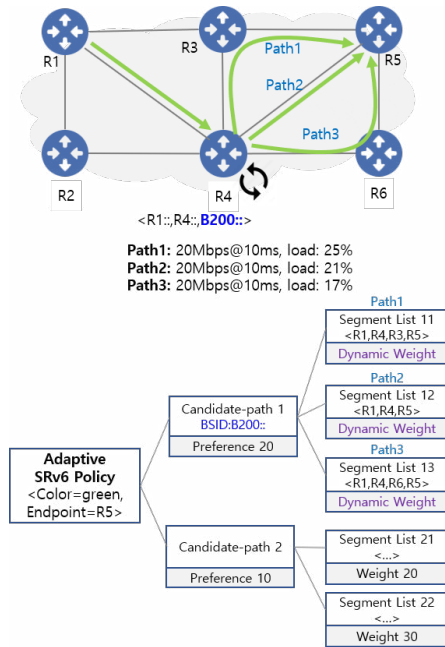 R1
R3
R5
Path1
Path2
Path3
R2
R4
R6
<R1::,R4::,B200::>
Path1: 20Mbps@10ms, load: 25%
Path2: 20Mbps@10ms, load: 21%
Path3: 20Mbps@10ms, load: 17%
Path1
Segment List 11
<R1,R4,R3,R5>
Dynamic Weight
Path2
Segment List 12
<R1,R4,R5>
Dynamic Weight
Path3
Segment List 13
<R1,R4,R6,R5>
Dynamic Weight
Candidate-path 1
BSID:B200::
Preference 20
Adaptive
SRv6 Policy
<Color=green,
Endpoint=R5>
Candidate-path 2
Preference 10
Segment List 21
<...>
Weight 20
Segment List 22
<...>
Weight 30